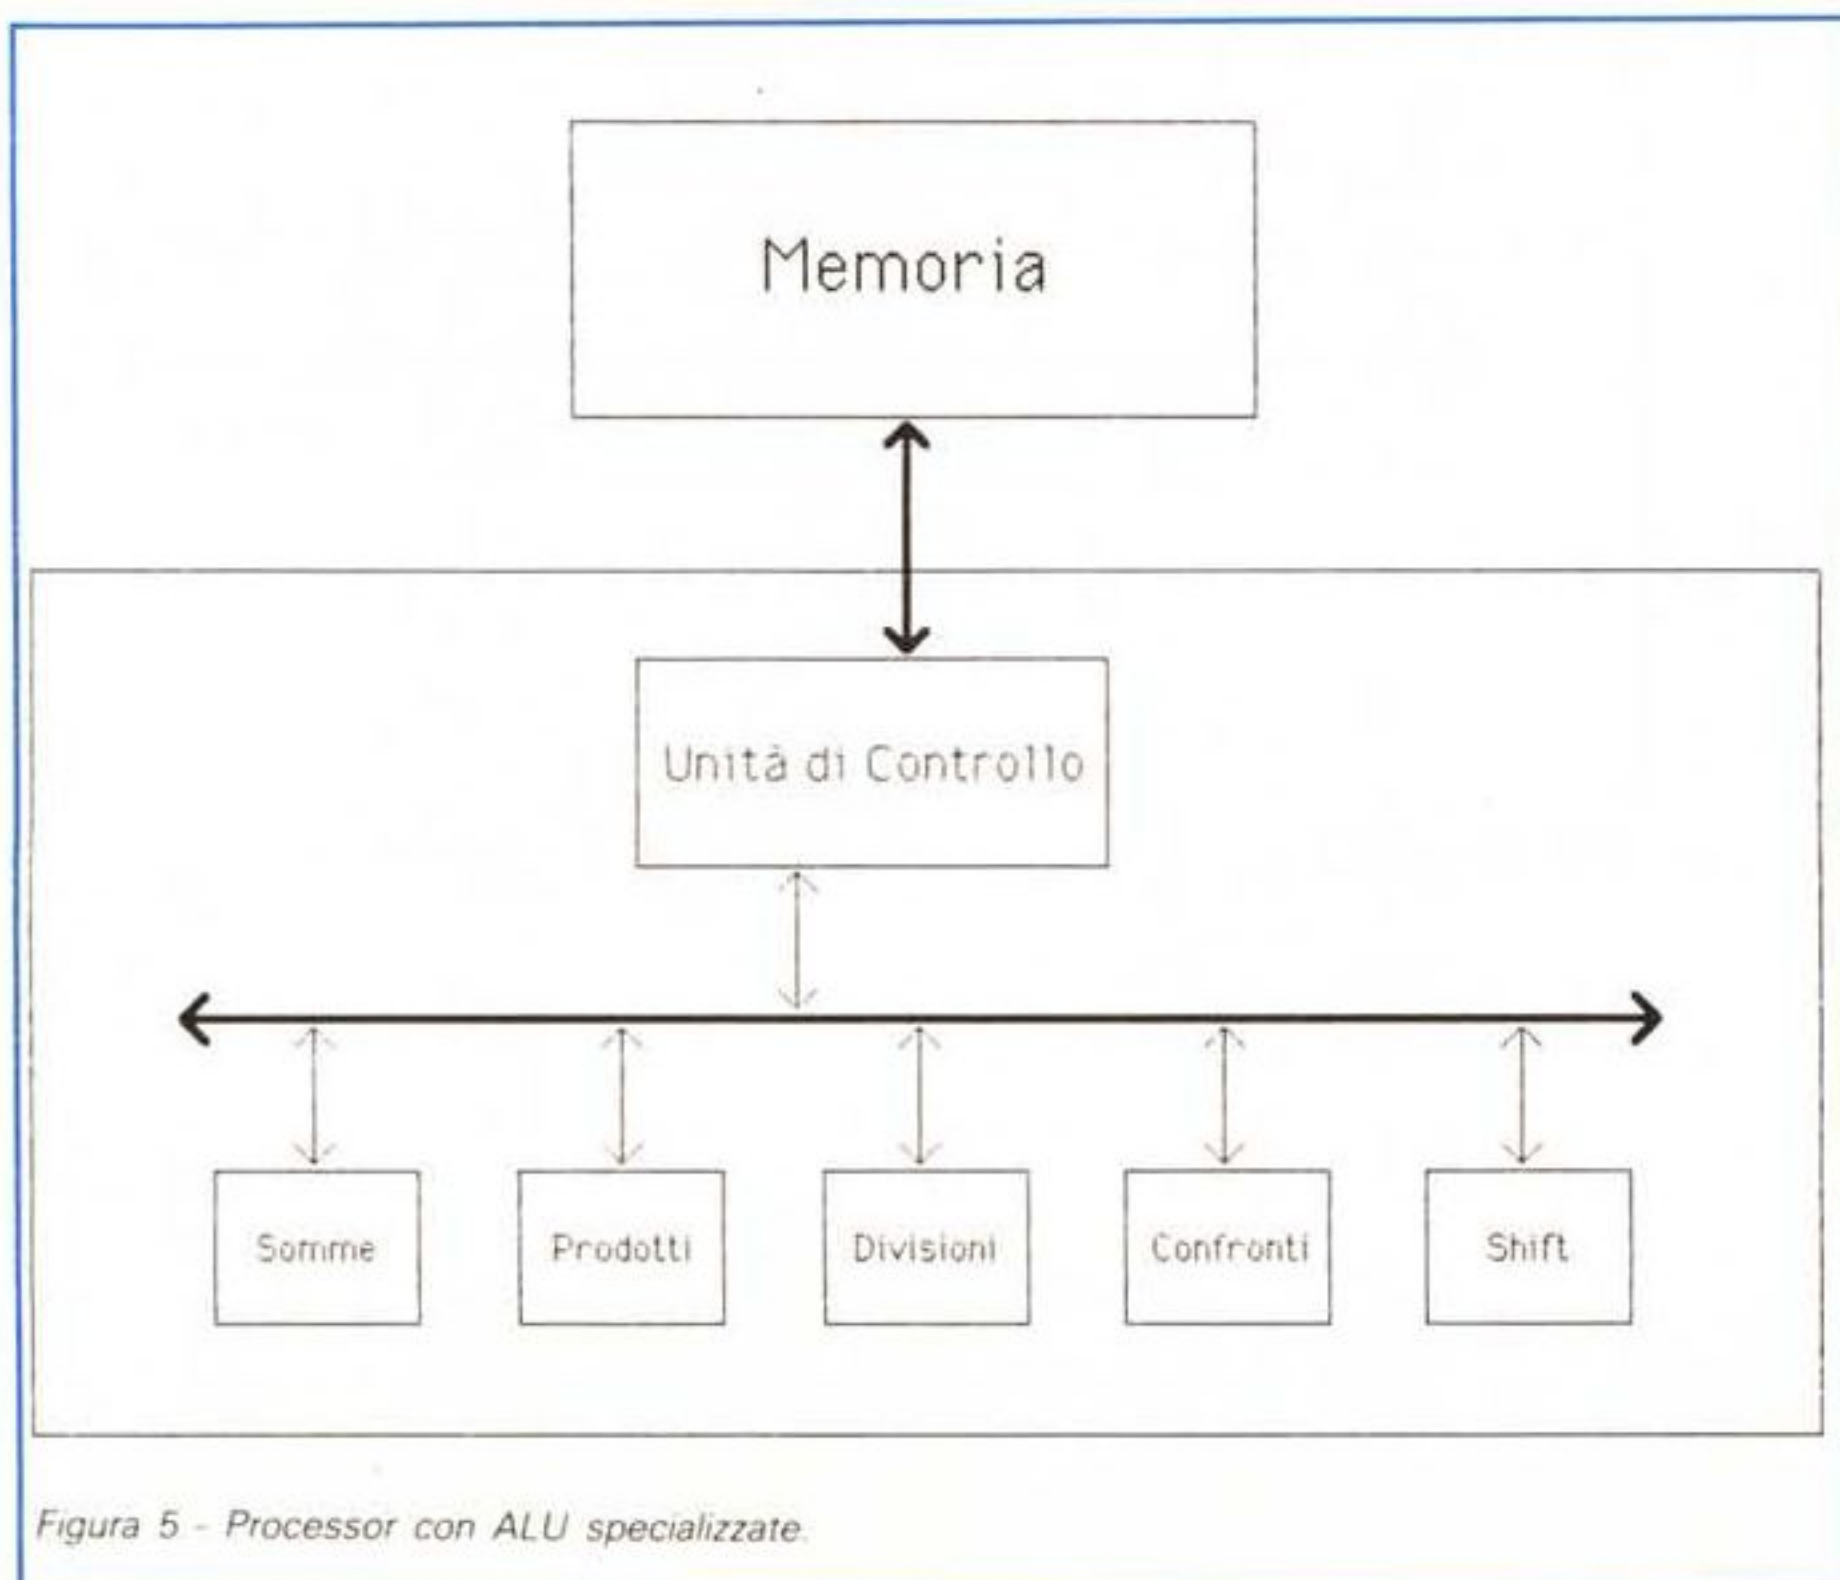 Memoria
Unità di Controllo
Somme
Prodotti
Divisioni
Confronti
Shift
Figura 5 - Processor con ALU specializzate.